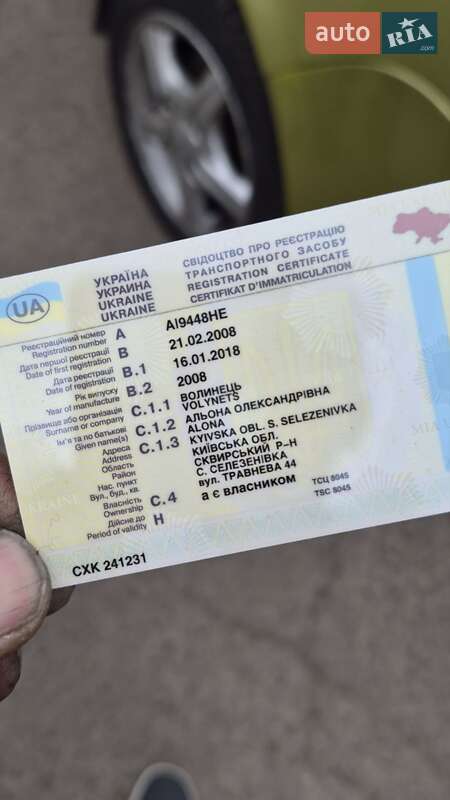 auto RIA
.com
UA
УКРАЇНА
УКРАИНА
UKRAINE
UKRAINE
СВІДОЦТВО ПРО РЕЄСТРАЦІЮ
ТРАНСПОРТНОГО ЗАСОБУ
REGISTRATION CERTIFICATE
CERTIFIKAT D'IMMATRICULATION
Реєстраційний номер A AI9448HE
Registration number
Дата першої реєстрації B 21.02.2008
Date of first registration
Дата реєстрації B.1 16.01.2018
Date of registration
Рік випуску B.2 2008
Year of manufacture
Прізвище або організація C.1.1 ВОЛИНЕЦЬ
Surname or company VOLYNETS
Ім'я та по батькові C.1.2 АЛЬОНА ОЛЕКСАНДРІВНА
Given name(s) ALONA
Адреса C.1.3 KYIVSKA OBL. S. SELEZENIVKA
Address
Область КИЇВСЬКА ОБЛ.
Район СКВИРСЬКИЙ Р-Н
Нас. пункт С. СЕЛЕЗЕНІВКА
Вул., буд., кв. вул. ТРАВНЕВА 44
Власність C.4 а є власником ТСЦ 8045
Ownership TSC 8045
Дійсне до H
Period of validity
СХК 241231